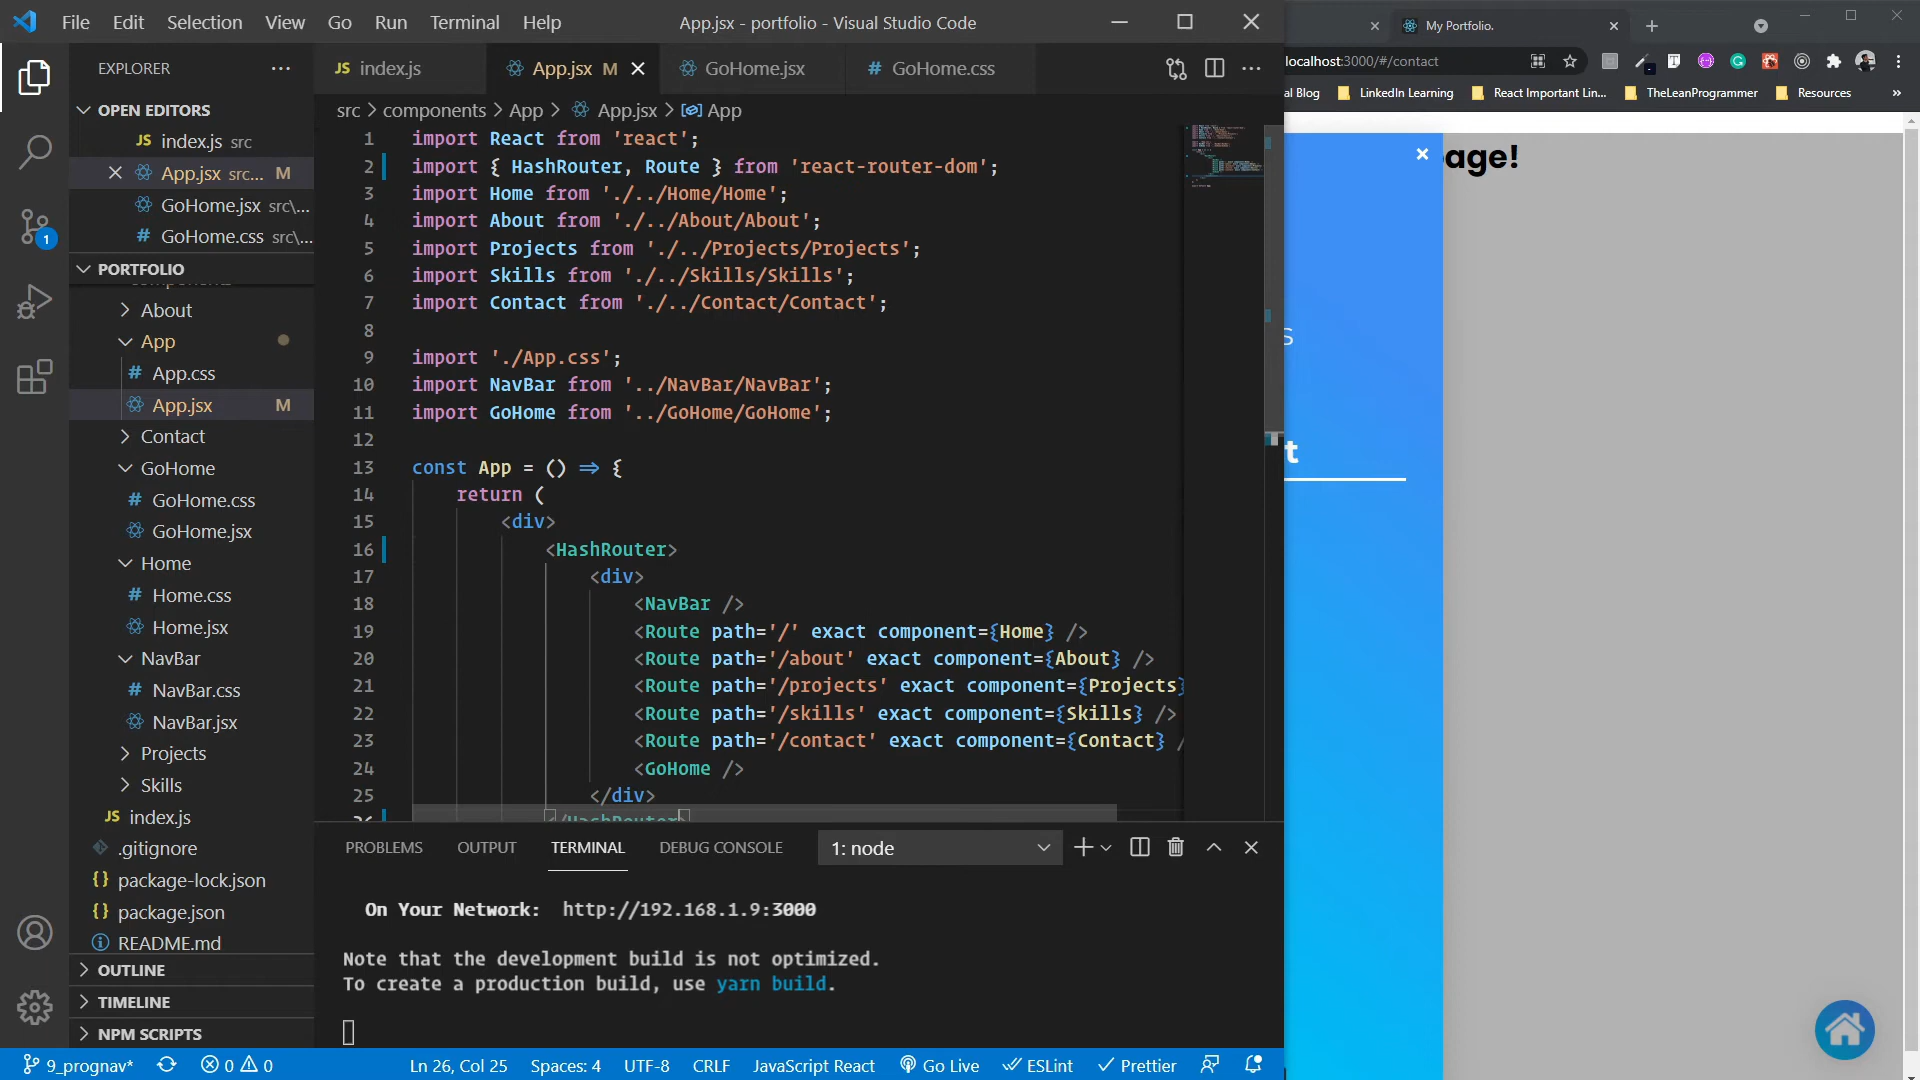 File Edit Selection View Go Run Terminal Help
App.jsx - portfolio - Visual Studio Code
My Portfolio.
localhost:3000/#/contact
al Blog LinkedIn Learning React Important Lin... TheLeanProgrammer Resources »
EXPLORER
OPEN EDITORS
JS index.js src
App.jsx src... M
GoHome.jsx src\...
# GoHome.css src\...
PORTFOLIO
About
App
# App.css
App.jsx M
Contact
GoHome
# GoHome.css
GoHome.jsx
Home
# Home.css
Home.jsx
NavBar
# NavBar.css
NavBar.jsx
Projects
Skills
JS index.js
.gitignore
{} package-lock.json
{} package.json
README.md
OUTLINE
TIMELINE
NPM SCRIPTS
JS index.js App.jsx M GoHome.jsx # GoHome.css
src > components > App > App.jsx > App
1 import React from 'react';
2 import { HashRouter, Route } from 'react-router-dom';
3 import Home from './../Home/Home';
4 import About from './../About/About';
5 import Projects from './../Projects/Projects';
6 import Skills from './../Skills/Skills';
7 import Contact from './../Contact/Contact';
8
9 import './App.css';
10 import NavBar from '../NavBar/NavBar';
11 import GoHome from '../GoHome/GoHome';
12
13 const App = () => {
14 return (
15 <div>
16 <HashRouter>
17 <div>
18 <NavBar />
19 <Route path='/' exact component={Home} />
20 <Route path='/about' exact component={About} />
21 <Route path='/projects' exact component={Projects}
22 <Route path='/skills' exact component={Skills} />
23 <Route path='/contact' exact component={Contact} /
24 <GoHome />
25 </div>
26 </HashRouter>
PROBLEMS OUTPUT TERMINAL DEBUG CONSOLE 1: node
On Your Network: http://192.168.1.9:3000
Note that the development build is not optimized.
To create a production build, use yarn build.
age!
s
t
9_prognav* 0 0 Ln 26, Col 25 Spaces: 4 UTF-8 CRLF JavaScript React Go Live ESLint Prettier
1